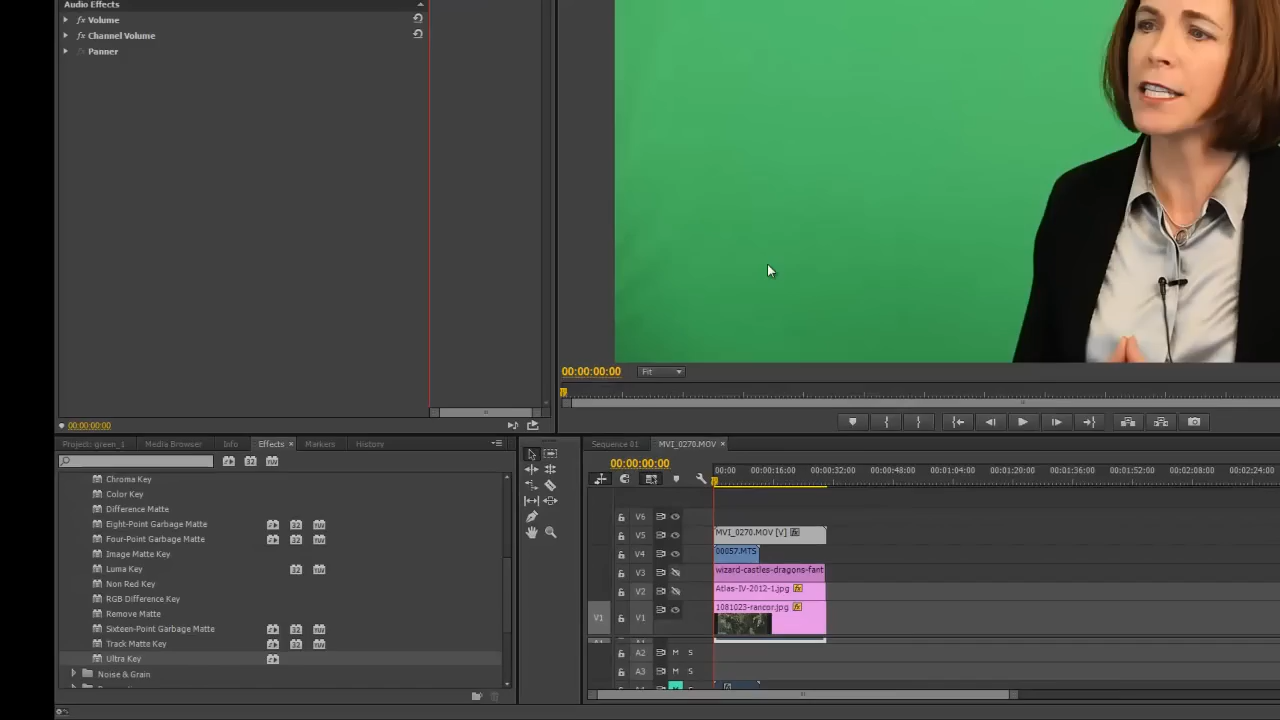 Audio Effects
fx Volume
fx Channel Volume
fx Panner
00:00:00:00
Fit
00:00:00:00
Project: green_1
Media Browser
Info
Effects
Markers
History
Sequence 01
MVI_0270.MOV
00:00:00:00
00:00
00:00:16:00
00:00:32:00
00:00:48:00
00:01:04:00
00:01:20:00
00:01:36:00
00:01:52:00
00:02:08:00
00:02:24:00
Chroma Key
Color Key
Difference Matte
Eight-Point Garbage Matte
Four-Point Garbage Matte
Image Matte Key
Luma Key
Non Red Key
RGB Difference Key
Remove Matte
Sixteen-Point Garbage Matte
Track Matte Key
Ultra Key
Noise & Grain
V6
V5
MVI_0270.MOV [V]
V4
00057.MTS
V3
wizard-castles-dragons-fant
V2
Atlas-IV-2012-1.jpg
V1
V1
1081023-rancor.jpg
A2
M
S
A3
M
S